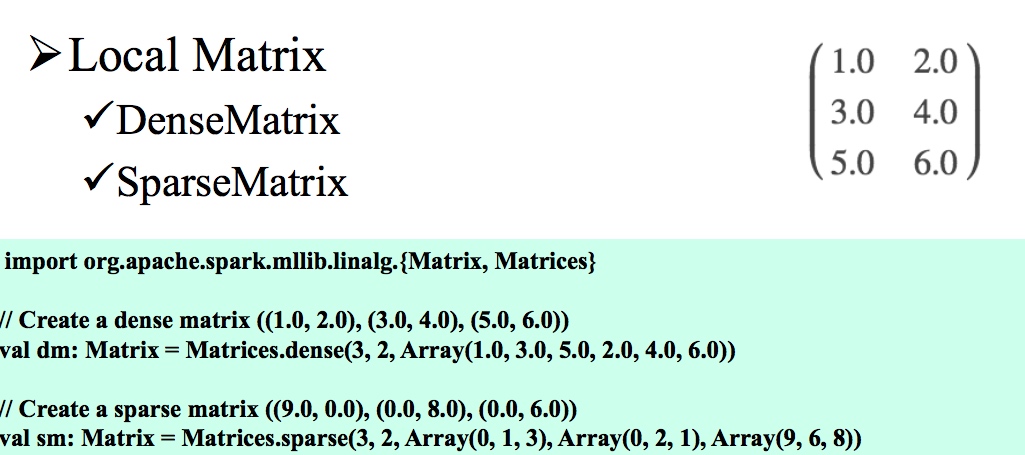 ➢Local Matrix
✓DenseMatrix
✓SparseMatrix
1.0 2.0
3.0 4.0
5.0 6.0
import org.apache.spark.mllib.linalg.{Matrix, Matrices}
// Create a dense matrix ((1.0, 2.0), (3.0, 4.0), (5.0, 6.0))
val dm: Matrix = Matrices.dense(3, 2, Array(1.0, 3.0, 5.0, 2.0, 4.0, 6.0))
// Create a sparse matrix ((9.0, 0.0), (0.0, 8.0), (0.0, 6.0))
val sm: Matrix = Matrices.sparse(3, 2, Array(0, 1, 3), Array(0, 2, 1), Array(9, 6, 8))